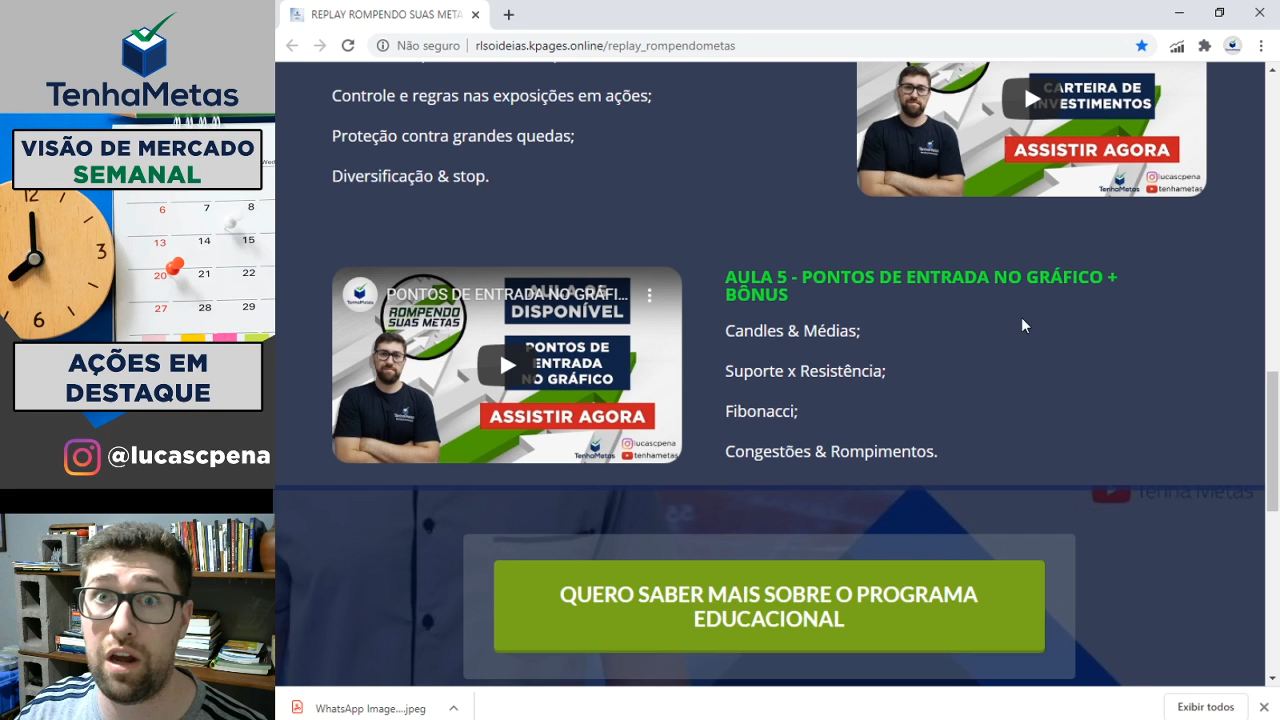 TenhaMetas
VISÃO DE MERCADO
SEMANAL
12
3
6
6 7 8
13 14 15
20 21 22
27 28 29
AÇÕES EM
DESTAQUE
@lucascpena
REPLAY ROMPENDO SUAS META
Não seguro rlsoideias.kpages.online/replay_rompendometas
Controle e regras nas exposições em ações;
Proteção contra grandes quedas;
Diversificação & stop.
CARTEIRA DE
INVESTIMENTOS
ASSISTIR AGORA
TenhaMetas
lucascpena
tenhametas
PONTOS DE ENTRADA NO GRÁFI...
ROMPENDO
SUAS METAS
DISPONÍVEL
PONTOS DE
ENTRADA
NO GRÁFICO
ASSISTIR AGORA
TenhaMetas
lucascpena
tenhametas
AULA 5 - PONTOS DE ENTRADA NO GRÁFICO +
BÔNUS
Candles & Médias;
Suporte x Resistência;
Fibonacci;
Congestões & Rompimentos.
Tenha Metas
QUERO SABER MAIS SOBRE O PROGRAMA
EDUCACIONAL
WhatsApp Image....jpeg
Exibir todos